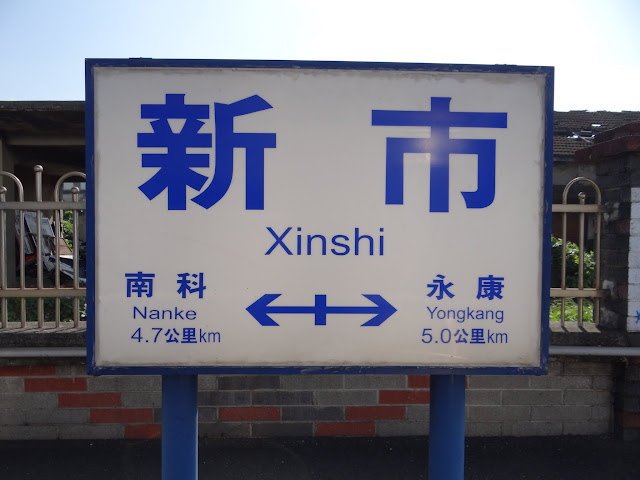 新市
Xinshi
南科
Nanke
4.7公里km
永康
Yongkang
5.0公里km